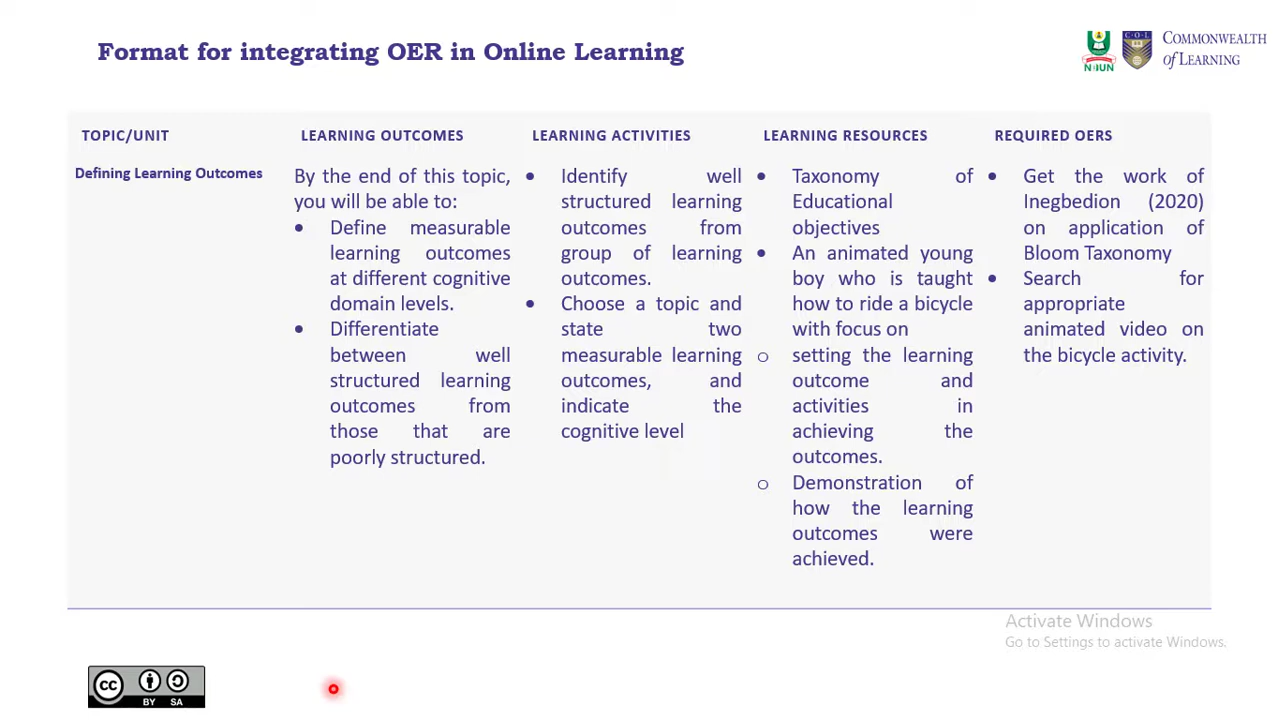 Format for integrating OER in Online Learning
NOUN
C O L
COMMONWEALTH
of LEARNING
TOPIC/UNIT
LEARNING OUTCOMES
LEARNING ACTIVITIES
LEARNING RESOURCES
REQUIRED OERS
Defining Learning Outcomes
By the end of this topic,
you will be able to:
• Define measurable
learning outcomes
at different cognitive
domain levels.
• Differentiate
between well
structured learning
outcomes from
those that are
poorly structured.
• Identify well
structured learning
outcomes from
group of learning
outcomes.
• Choose a topic and
state two
measurable learning
outcomes, and
indicate the
cognitive level
• Taxonomy of
Educational
objectives
• An animated young
boy who is taught
how to ride a bicycle
with focus on
o setting the learning
outcome and
activities in
achieving the
outcomes.
o Demonstration of
how the learning
outcomes were
achieved.
• Get the work of
Inegbedion (2020)
on application of
Bloom Taxonomy
• Search for
appropriate
animated video on
the bicycle activity.
Activate Windows
Go to Settings to activate Windows.
cc
BY SA